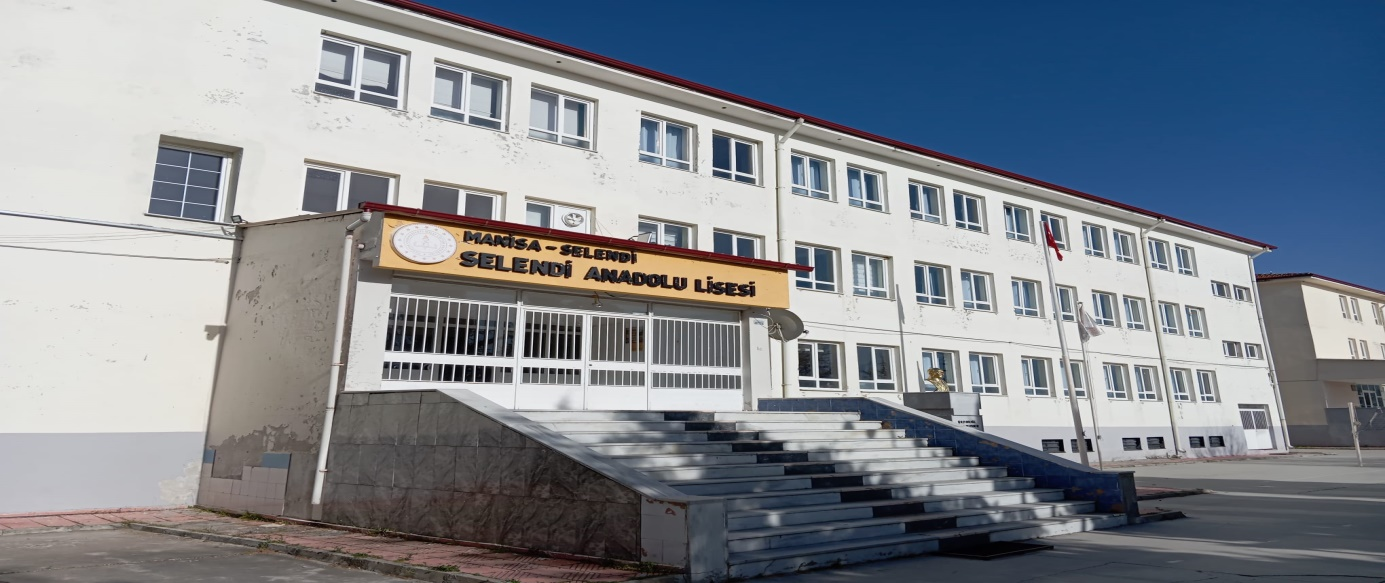 MANİSA - SELENDİ
SELENDİ ANADOLU LİSESİ